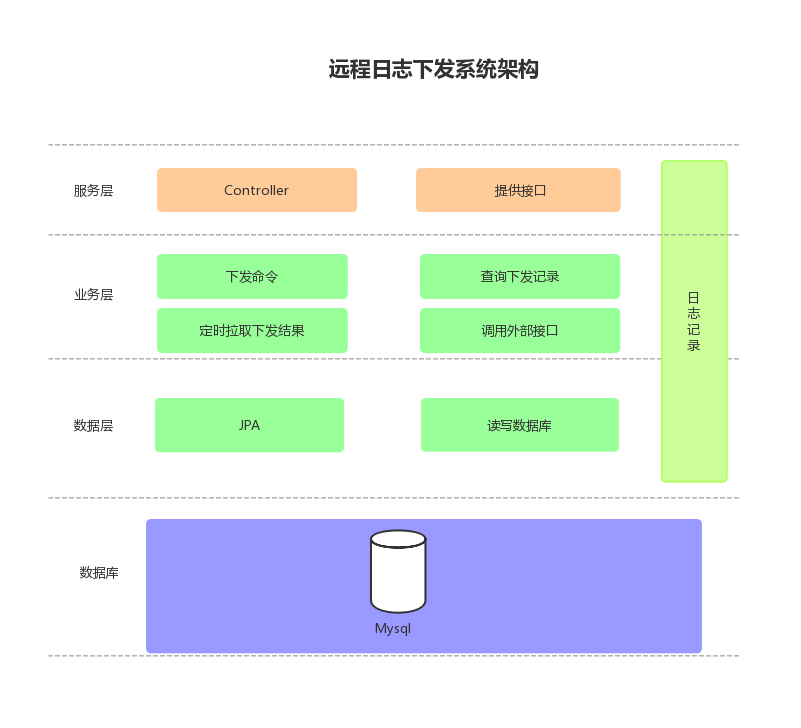 远程日志下发系统架构
服务层
Controller
提供接口
业务层
下发命令
查询下发记录
定时拉取下发结果
调用外部接口
日
志
记
录
数据层
JPA
读写数据库
数据库
Mysql